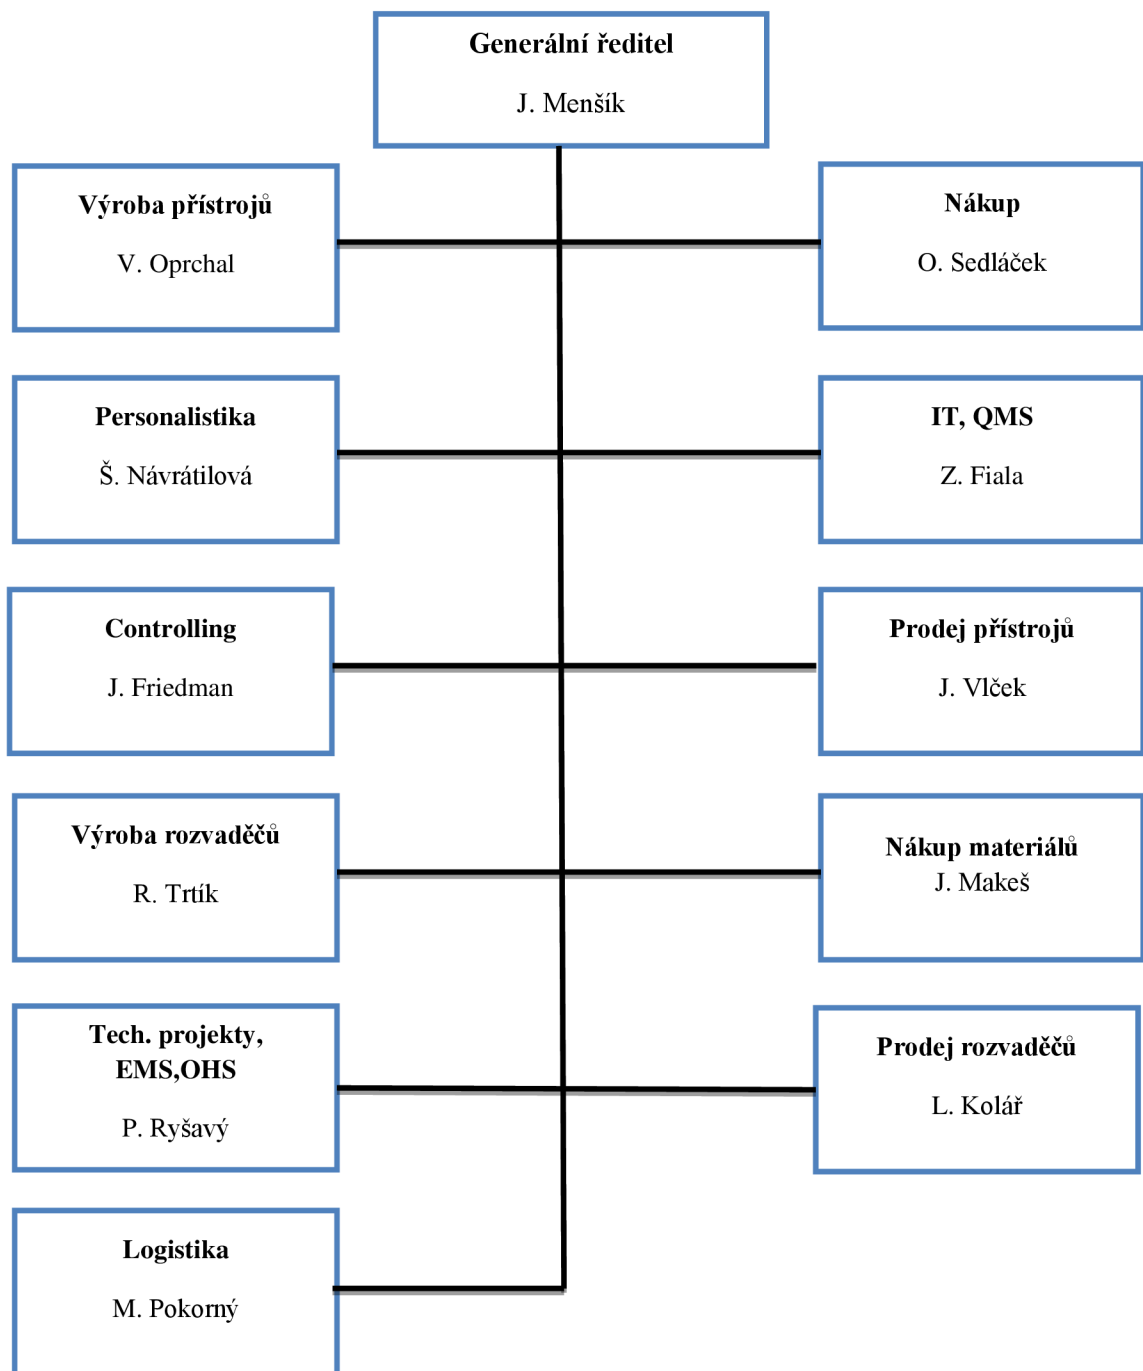 Generální ředitel
J. Menšík
Výroba přístrojů
V. Oprchal
Nákup
O. Sedláček
Personalistika
Š. Návrátilová
IT, QMS
Z. Fiala
Controlling
J. Friedman
Prodej přístrojů
J. Vlček
Výroba rozvaděčů
R. Trtík
Nákup materiálů
J. Makeš
Tech. projekty,
EMS,OHS
P. Ryšavý
Prodej rozvaděčů
L. Kolář
Logistika
M. Pokorný